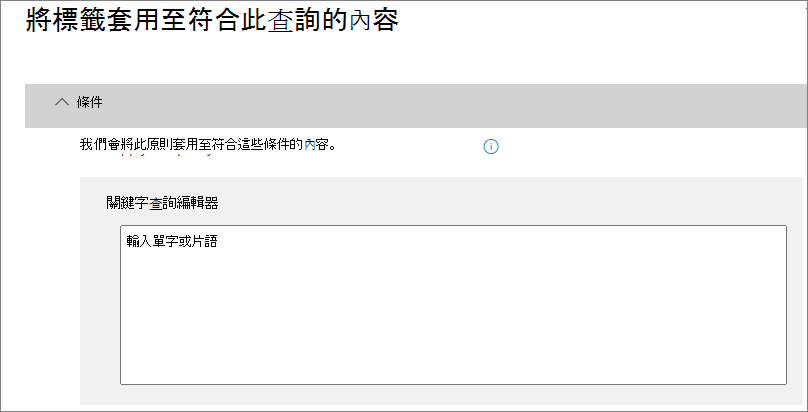 將標籤套用至符合此查詢的內容
條件
我們會將此原則套用至符合這些條件的內容。
關鍵字查詢編輯器
輸入單字或片語